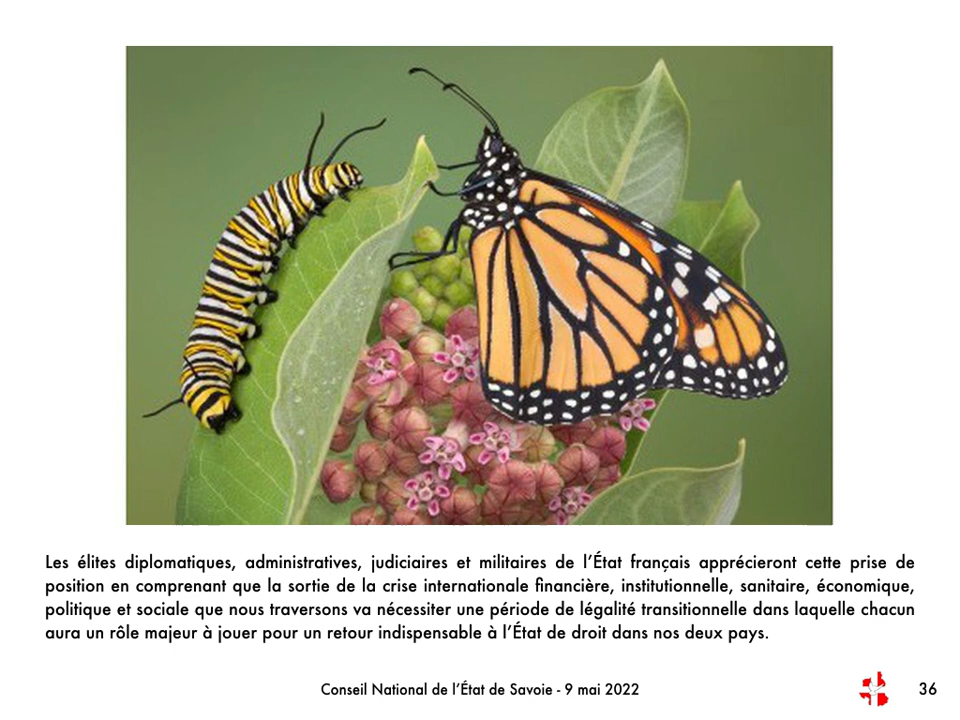 Les élites diplomatiques, administratives, judiciaires et militaires de l’État français apprécieront cette prise de
position en comprenant que la sortie de la crise internationale financière, institutionnelle, sanitaire, économique,
politique et sociale que nous traversons va nécessiter une période de légalité transitionnelle dans laquelle chacun
aura un rôle majeur à jouer pour un retour indispensable à l’État de droit dans nos deux pays.
Conseil National de l’État de Savoie - 9 mai 2022
36